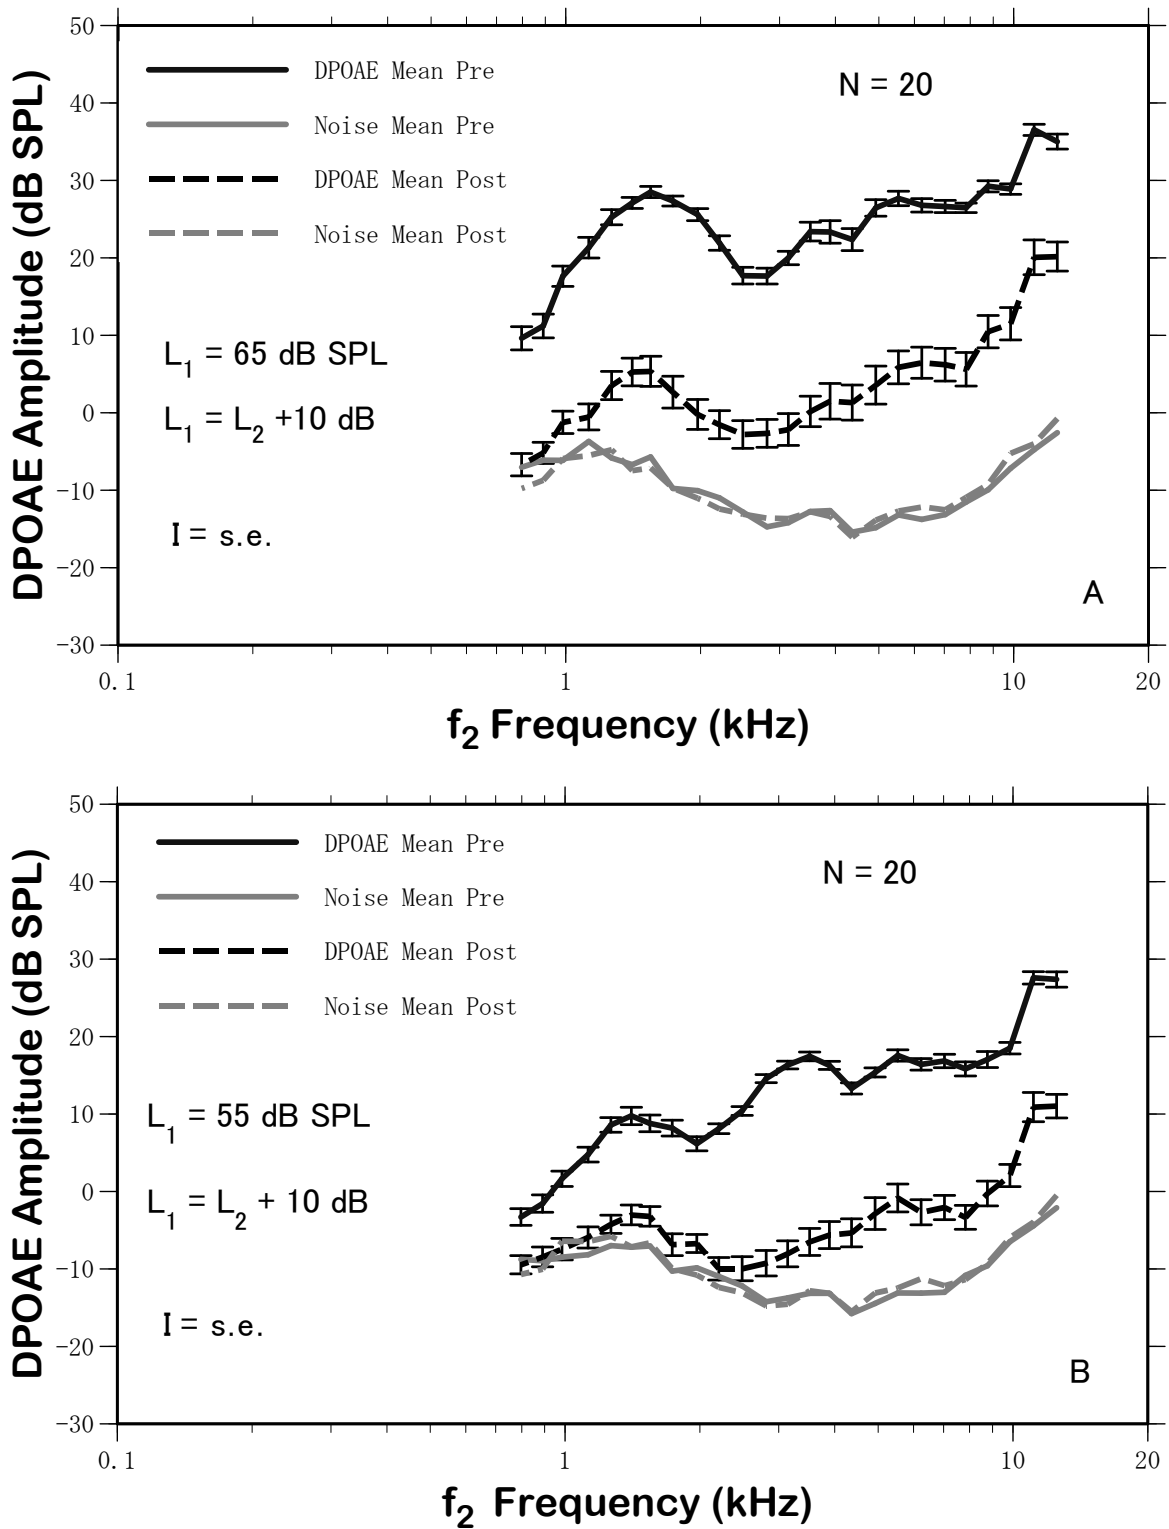 50
DPOAE Mean Pre
N = 20
40
Noise Mean Pre
30
DPOAE Mean Post
Noise Mean Post
20
10
L1 = 65 dB SPL
0
L1 = L2 +10 dB
-10
I = s.e.
-20
A
-30
0.1 1 10 20
DPOAE Amplitude (dB SPL)
f2 Frequency (kHz)
50
DPOAE Mean Pre
N = 20
40
Noise Mean Pre
30
DPOAE Mean Post
Noise Mean Post
20
10
L1 = 55 dB SPL
0
L1 = L2 + 10 dB
-10
I = s.e.
-20
B
-30
0.1 1 10 20
DPOAE Amplitude (dB SPL)
f2 Frequency (kHz)